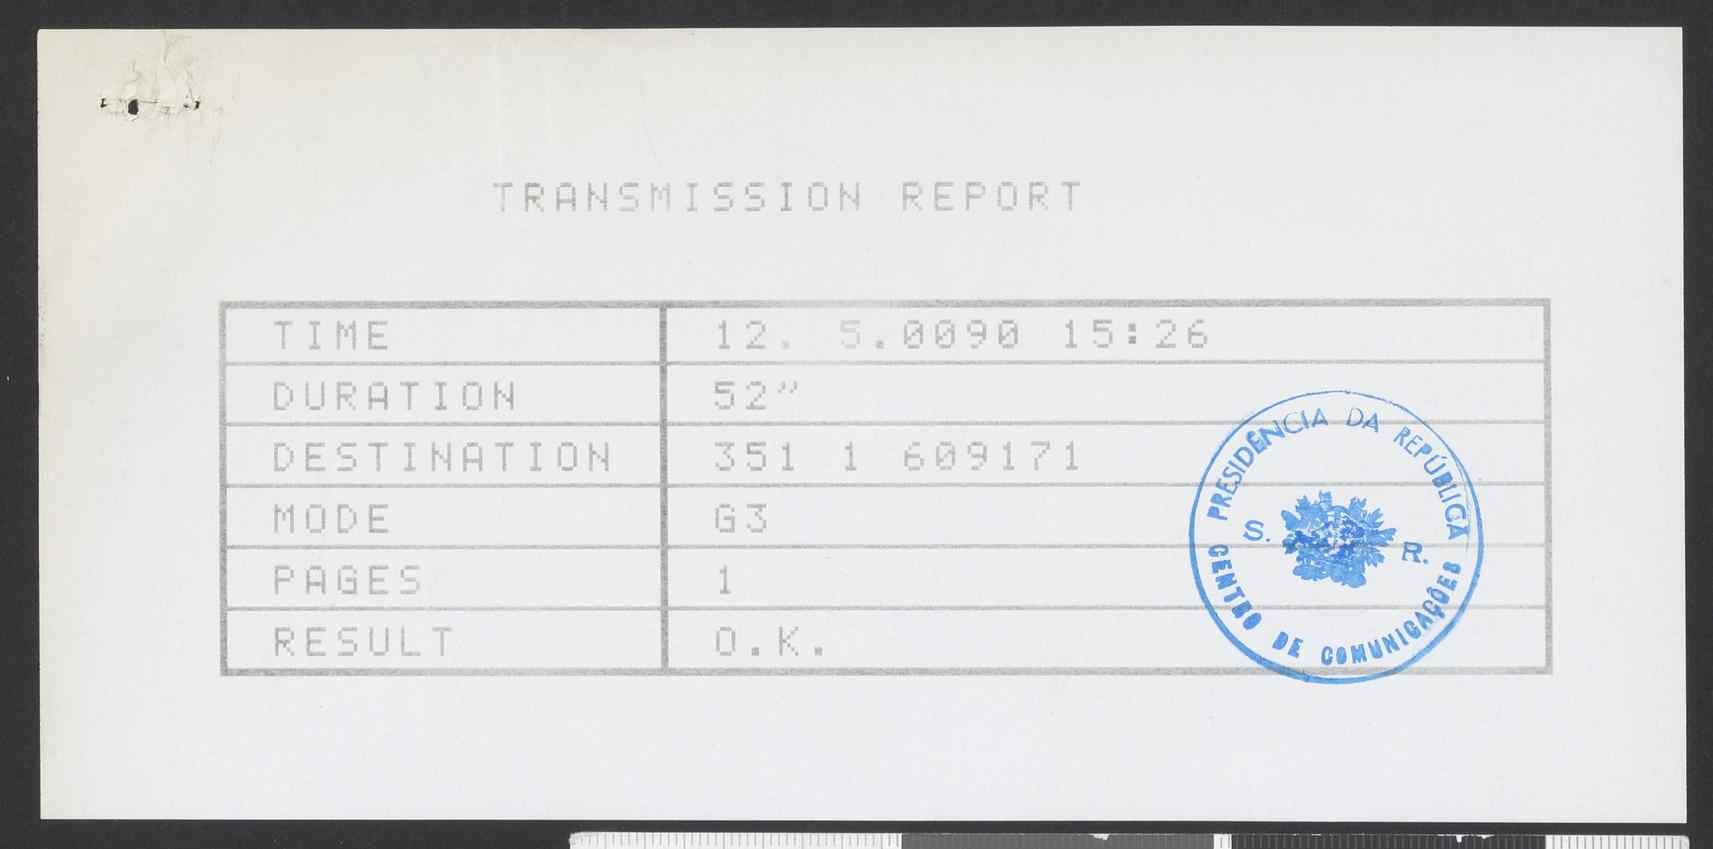 TRANSMISSION REPORT
TIME 12. 5.0090 15:26
DURATION 52"
DESTINATION 351 1 609171
MODE G3
PAGES 1
RESULT O.K.
PRESIDÊNCIA DA REPÚBLICA
S. R.
CENTRO DE COMUNICAÇÕES